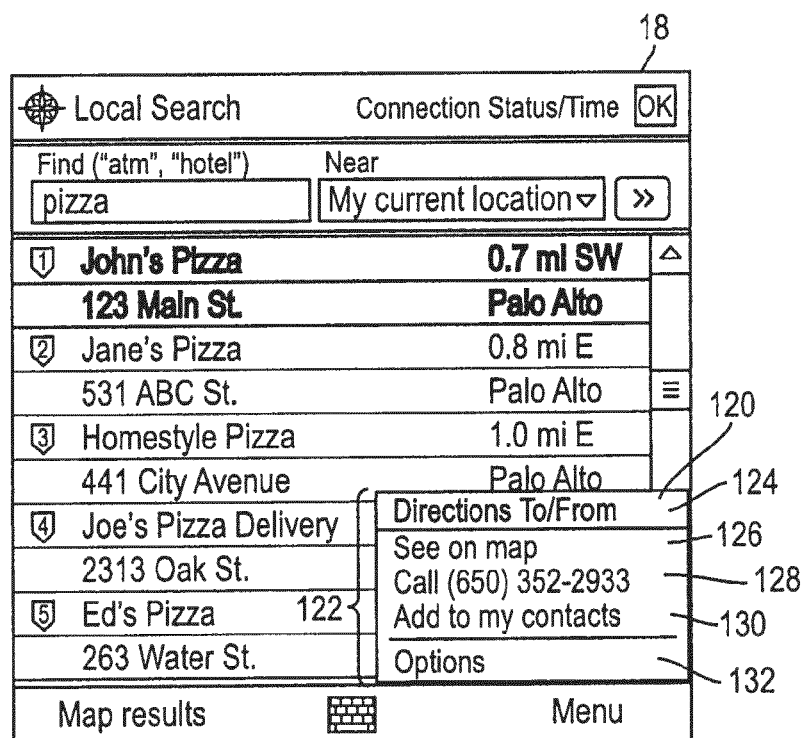 18
Local Search Connection Status/Time OK
Find ("atm", "hotel") Near
pizza My current location »
1 John's Pizza 0.7 mi SW
123 Main St. Palo Alto
2 Jane's Pizza 0.8 mi E
531 ABC St. Palo Alto
3 Homestyle Pizza 1.0 mi E
120
441 City Avenue Palo Alto
124
4 Joe's Pizza Delivery Directions To/From
126
See on map
2313 Oak St. Call (650) 352-2933 128
5 Ed's Pizza 122 Add to my contacts 130
263 Water St. Options 132
Map results Menu